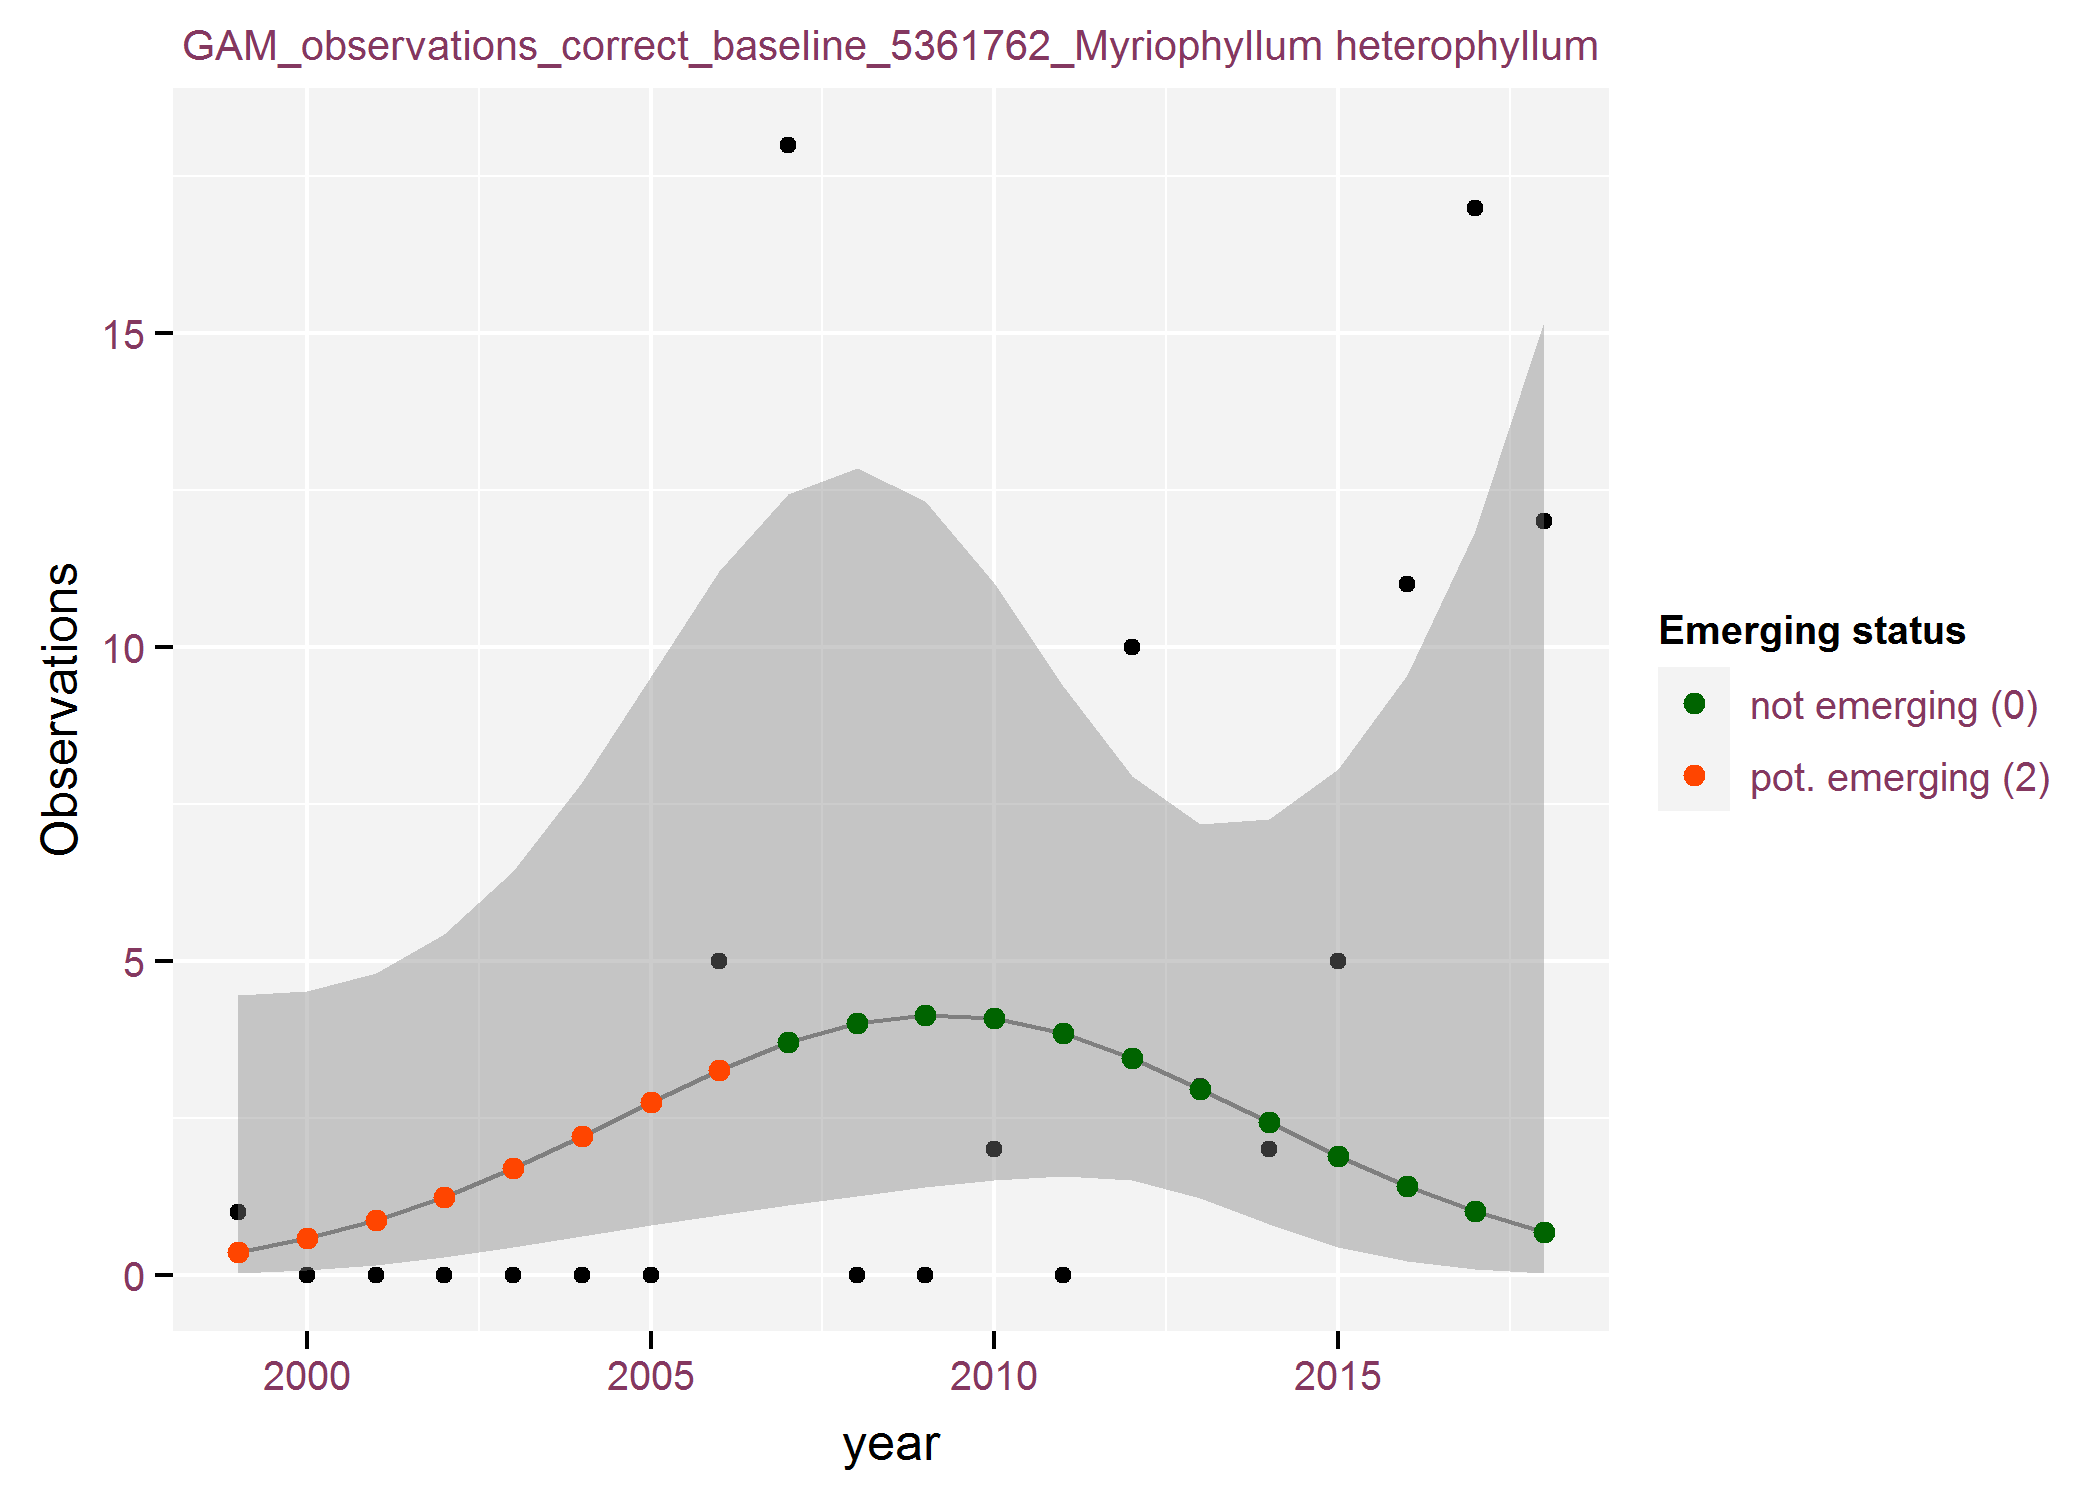 GAM_observations_correct_baseline_5361762_Myriophyllum heterophyllum
Observations
15
10
5
0
2000 2005 2010 2015
year
Emerging status
not emerging (0)
pot. emerging (2)